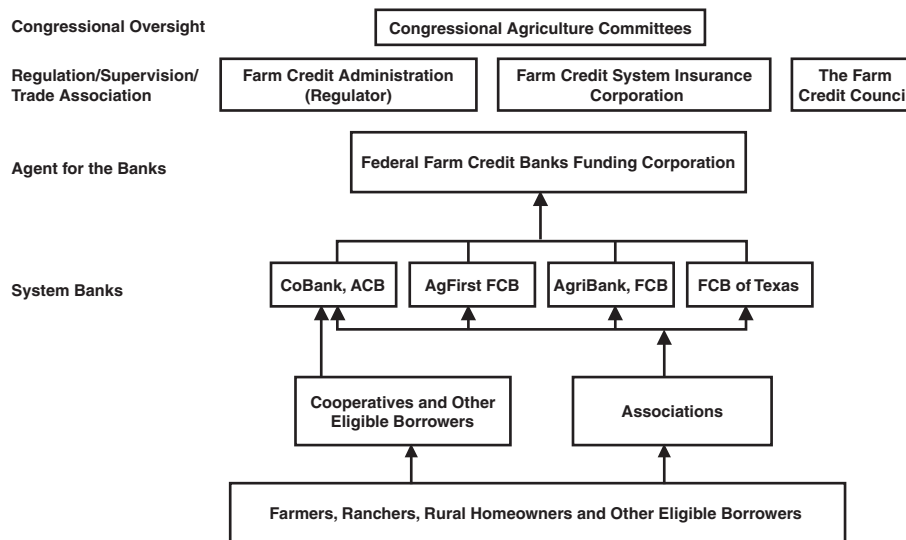 Congressional Oversight
Congressional Agriculture Committees
Regulation/Supervision/
Trade Association
Farm Credit Administration
(Regulator)
Farm Credit System Insurance
Corporation
The Farm
Credit Counci
Agent for the Banks
Federal Farm Credit Banks Funding Corporation
System Banks
CoBank, ACB
AgFirst FCB
AgriBank, FCB
FCB of Texas
Cooperatives and Other
Eligible Borrowers
Associations
Farmers, Ranchers, Rural Homeowners and Other Eligible Borrowers